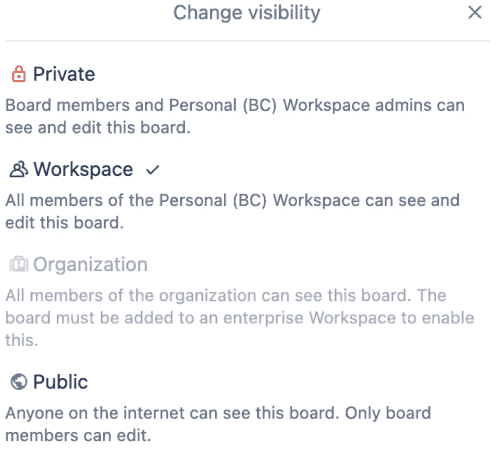 Change visibility
Private
Board members and Personal (BC) Workspace admins can
see and edit this board.
Workspace
All members of the Personal (BC) Workspace can see and
edit this board.
Organization
All members of the organization can see this board. The
board must be added to an enterprise Workspace to enable
this.
Public
Anyone on the internet can see this board. Only board
members can edit.